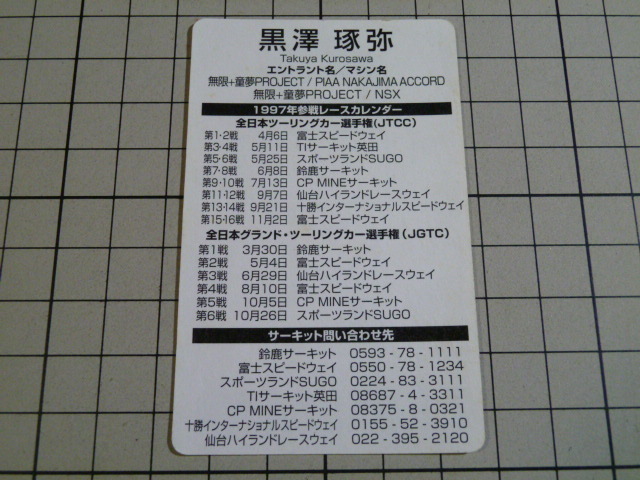 黒澤 琢弥
Takuya Kurosawa
エントラント名／マシン名
無限+童夢PROJECT / PIAA NAKAJIMA ACCORD
無限+童夢PROJECT / NSX
1997年参戦レースカレンダー
全日本ツーリングカー選手権(JTCC)
第1・2戦 4月6日 富士スピードウェイ
第3・4戦 5月11日 TIサーキット英田
第5・6戦 5月25日 スポーツランドSUGO
第7・8戦 6月8日 鈴鹿サーキット
第9・10戦 7月13日 CP MINEサーキット
第11・12戦 9月7日 仙台ハイランドレースウェイ
第13・14戦 9月21日 十勝インターナショナルスピードウェイ
第15・16戦 11月2日 富士スピードウェイ
全日本グランド・ツーリングカー選手権(JGTC)
第1戦 3月30日 鈴鹿サーキット
第2戦 5月4日 富士スピードウェイ
第3戦 6月29日 仙台ハイランドレースウェイ
第4戦 8月10日 富士スピードウェイ
第5戦 10月5日 CP MINEサーキット
第6戦 10月26日 スポーツランドSUGO
サーキット問い合わせ先
鈴鹿サーキット 0593-78-1111
富士スピードウェイ 0550-78-1234
スポーツランドSUGO 0224-83-3111
TIサーキット英田 08687-4-3311
CP MINEサーキット 08375-8-0321
十勝インターナショナルスピードウェイ 0155-52-3910
仙台ハイランドレースウェイ 022-395-2120